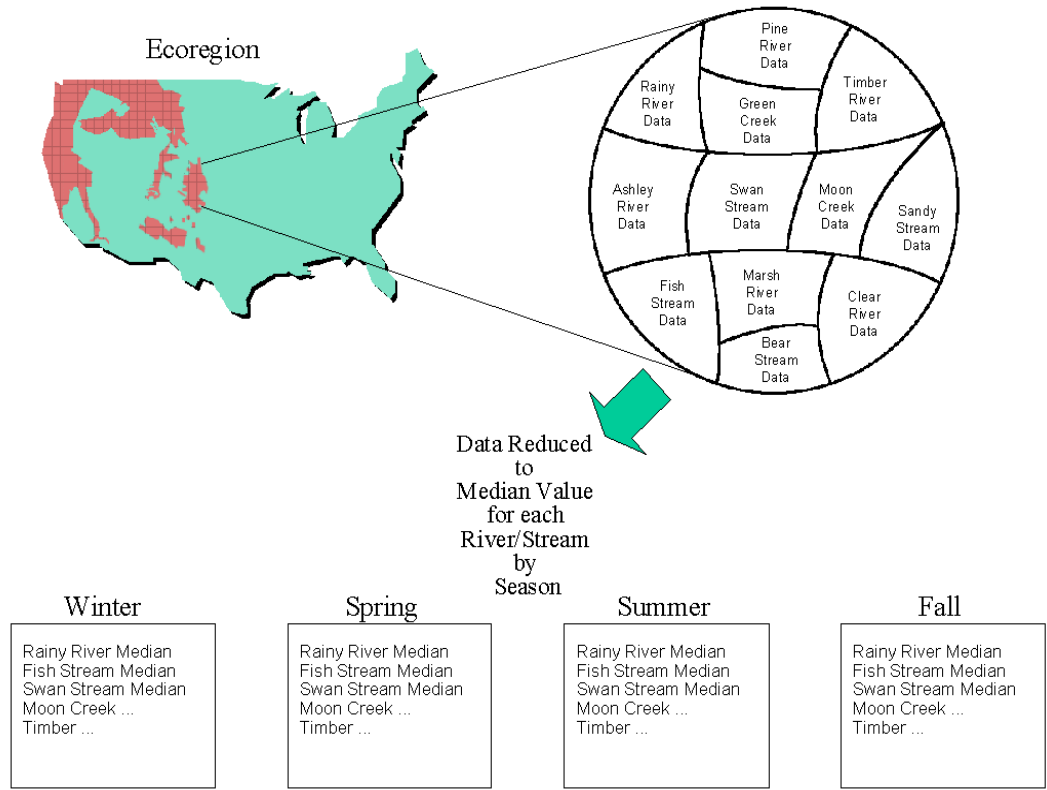 Ecoregion
Pine
River
Data
Rainy
River
Data
Green
Creek
Data
Timber
River
Data
Ashley
River
Data
Swan
Stream
Data
Moon
Creek
Data
Sandy
Stream
Data
Fish
Stream
Data
Marsh
River
Data
Clear
River
Data
Bear
Stream
Data
Data Reduced
to
Median Value
for each
River/Stream
by
Season
Winter
Rainy River Median
Fish Stream Median
Swan Stream Median
Moon Creek ...
Timber ...
Spring
Rainy River Median
Fish Stream Median
Swan Stream Median
Moon Creek ...
Timber ...
Summer
Rainy River Median
Fish Stream Median
Swan Stream Median
Moon Creek ...
Timber ...
Fall
Rainy River Median
Fish Stream Median
Swan Stream Median
Moon Creek ...
Timber ...